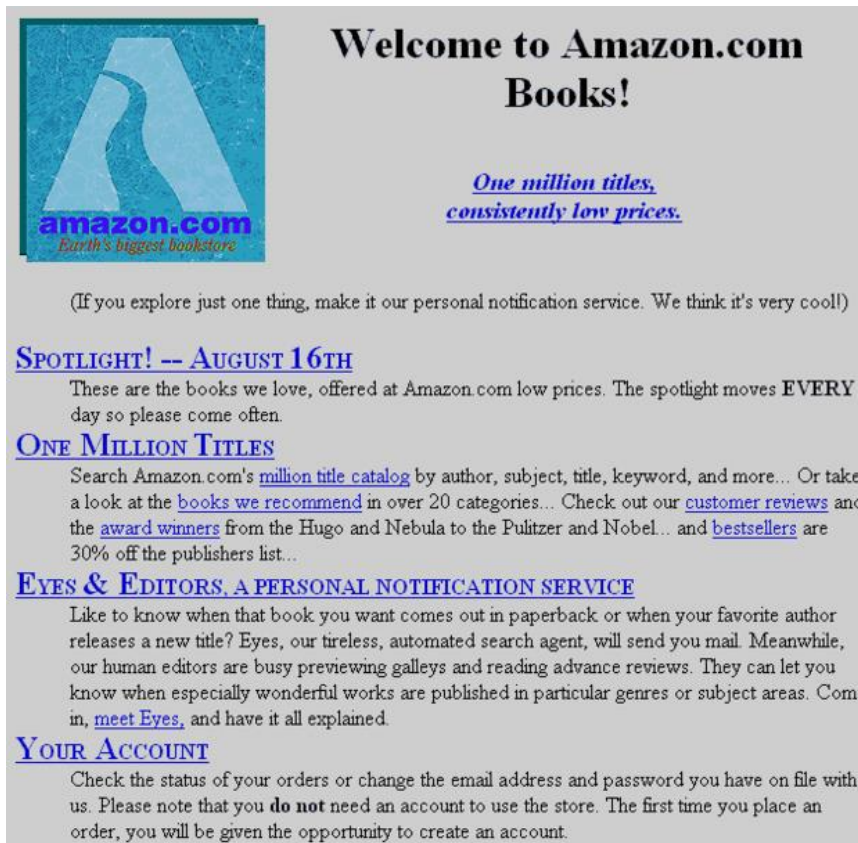 Welcome to Amazon.com
Books!
One million titles,
consistently low prices.
amazon.com
Earth's biggest bookstore
(If you explore just one thing, make it our personal notification service. We think it's very cool!)
SPOTLIGHT! -- AUGUST 16TH
These are the books we love, offered at Amazon.com low prices. The spotlight moves EVERY
day so please come often.
ONE MILLION TITLES
Search Amazon.com's million title catalog by author, subject, title, keyword, and more... Or take
a look at the books we recommend in over 20 categories... Check out our customer reviews and
the award winners from the Hugo and Nebula to the Pulitzer and Nobel... and bestsellers are
30% off the publishers list...
EYES & EDITORS, A PERSONAL NOTIFICATION SERVICE
Like to know when that book you want comes out in paperback or when your favorite author
releases a new title? Eyes, our tireless, automated search agent, will send you mail. Meanwhile,
our human editors are busy previewing galleys and reading advance reviews. They can let you
know when especially wonderful works are published in particular genres or subject areas. Com
in, meet Eyes, and have it all explained.
YOUR ACCOUNT
Check the status of your orders or change the email address and password you have on file with
us. Please note that you do not need an account to use the store. The first time you place an
order, you will be given the opportunity to create an account.